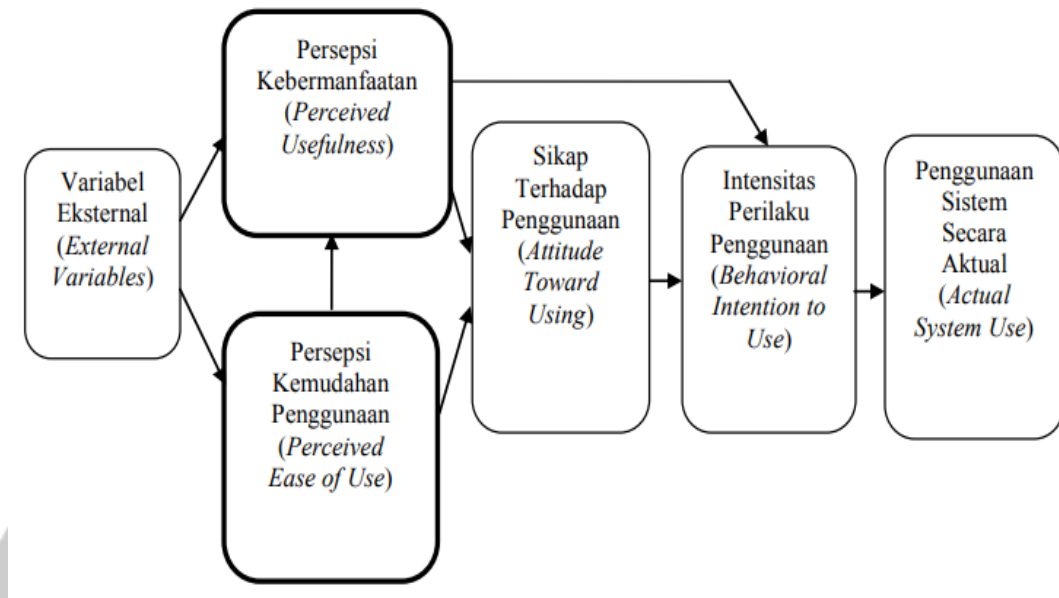 Persepsi
Kebermanfaatan
(Perceived
Usefulness)
Variabel
Eksternal
(External
Variables)
Persepsi
Kemudahan
Penggunaan
(Perceived
Ease of Use)
Sikap
Terhadap
Penggunaan
(Attitude
Toward
Using)
Intensitas
Perilaku
Penggunaan
(Behavioral
Intention to
Use)
Penggunaan
Sistem
Secara
Aktual
(Actual
System Use)